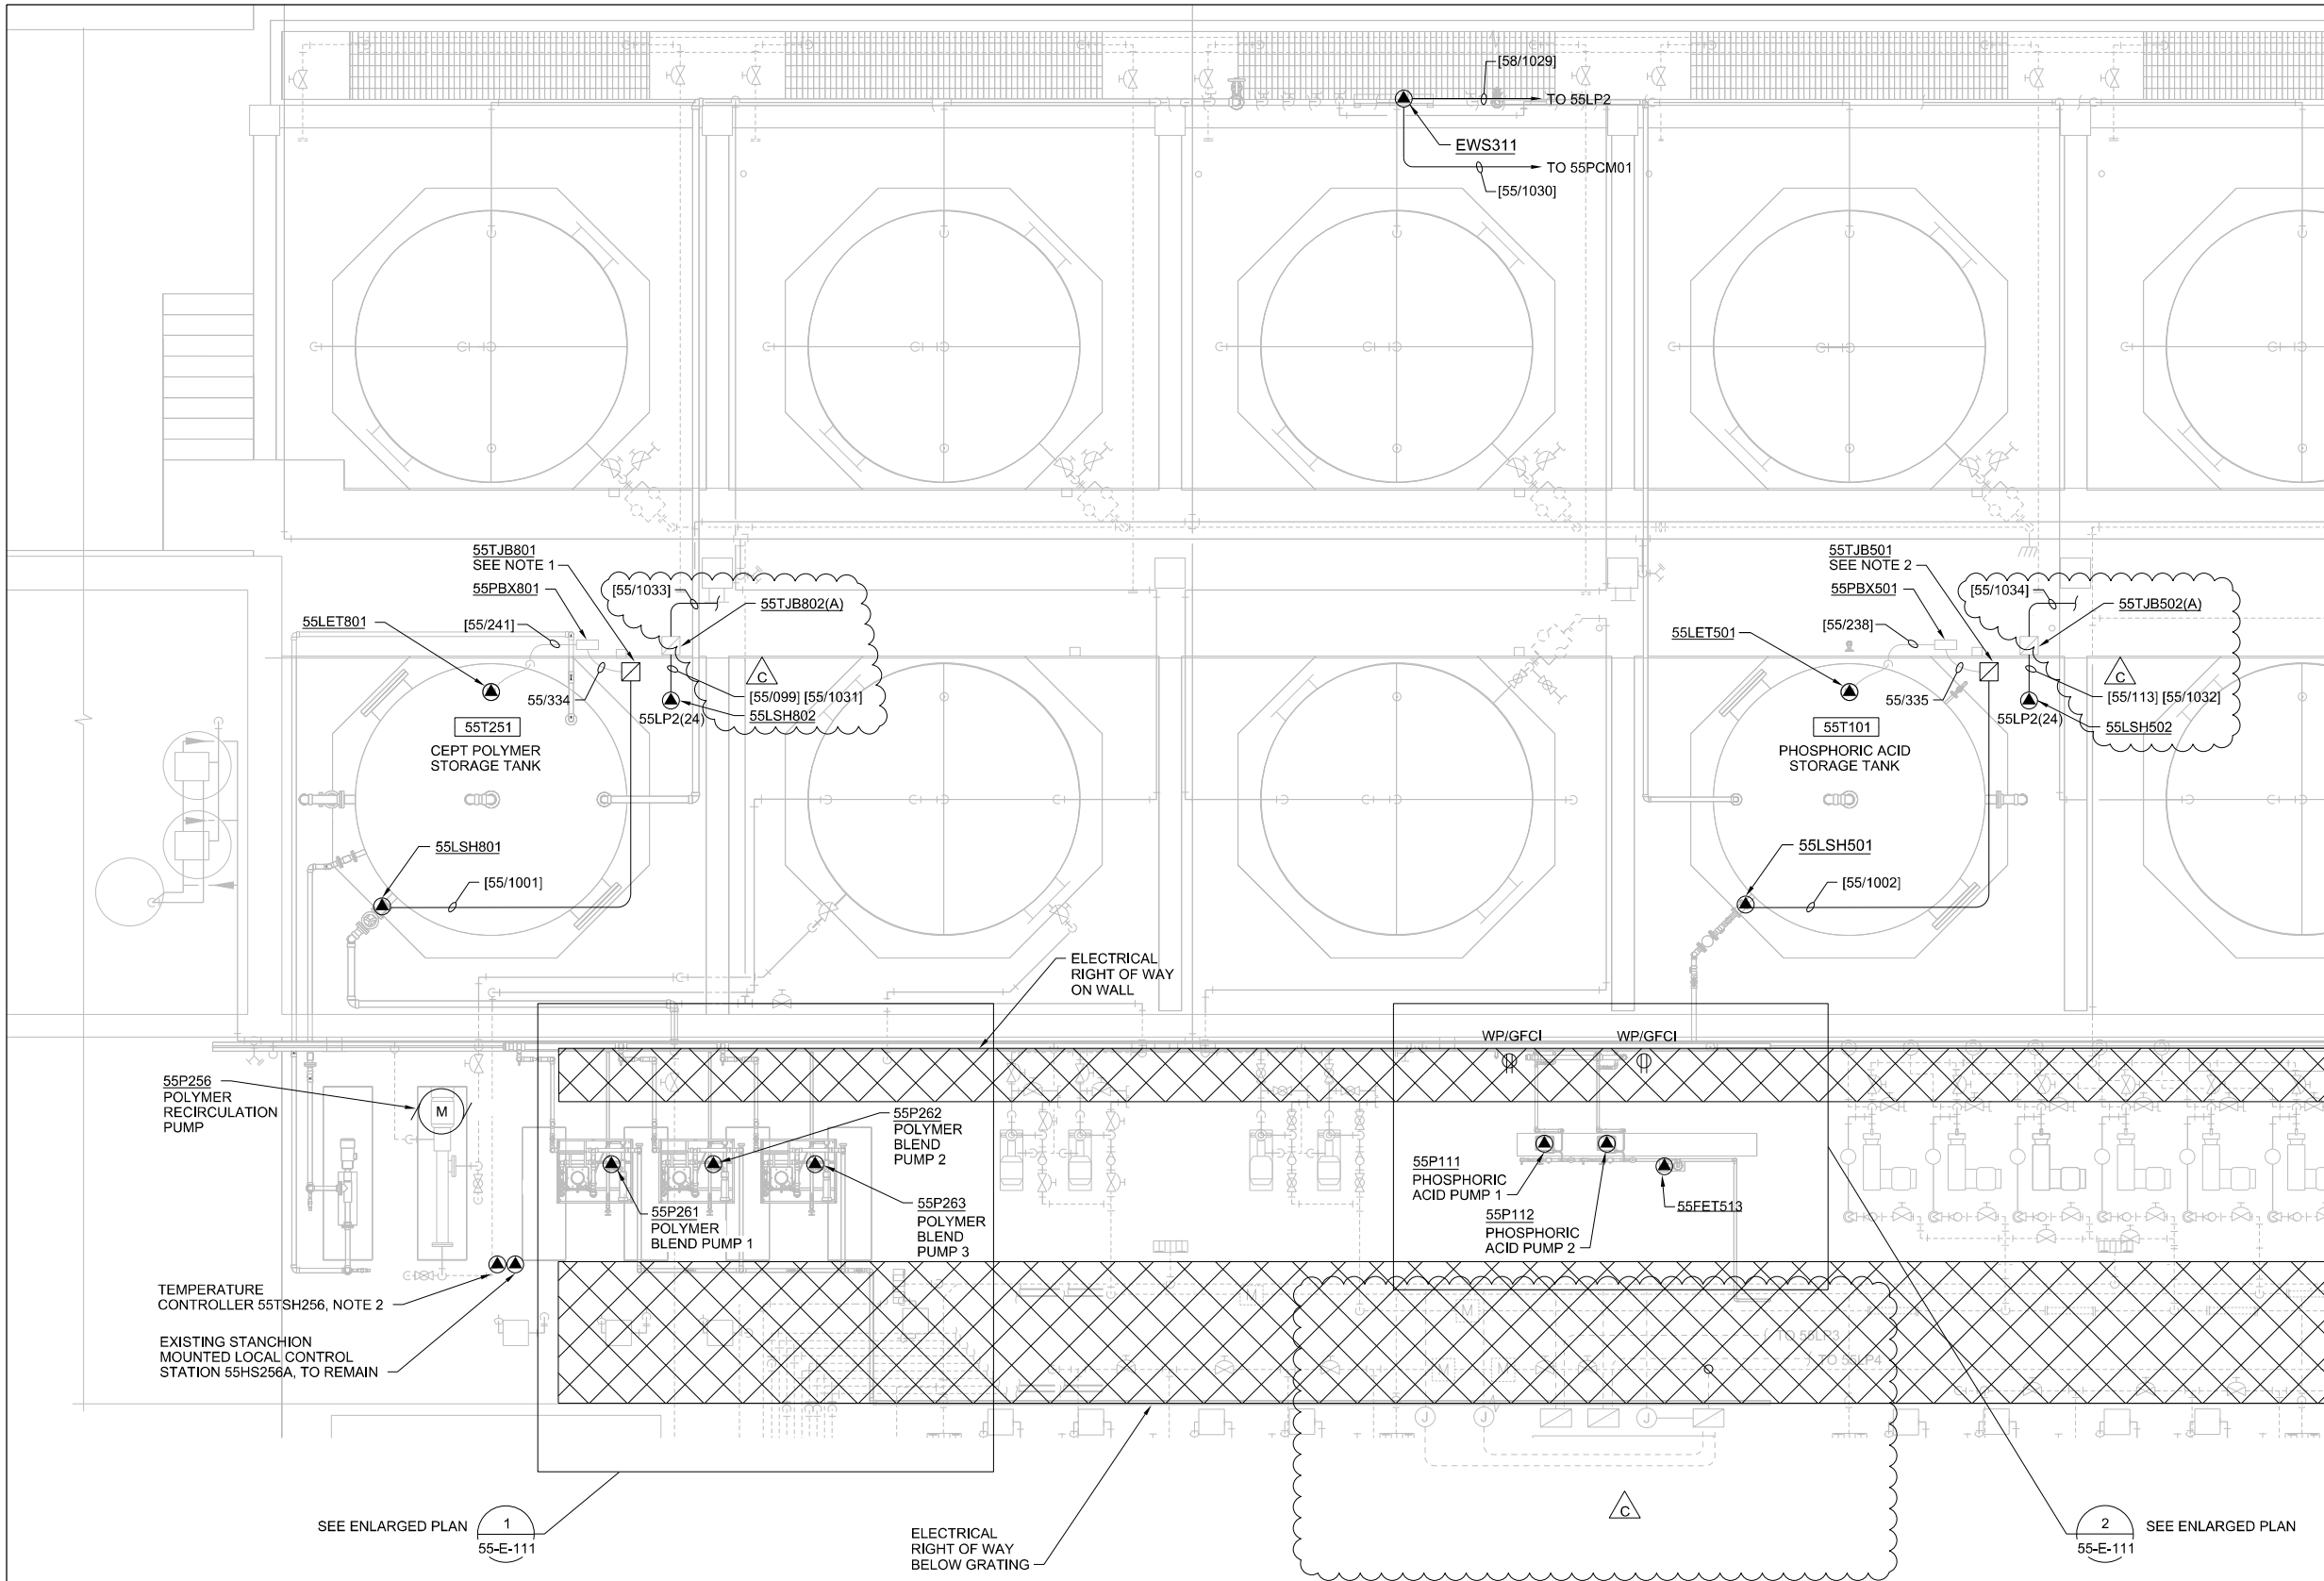 [58/1029]
TO 55LP2
EWS311
TO 55PCM01
[55/1030]
55TJB801
SEE NOTE 1
55PBX801
[55/1033]
55TJB802(A)
55LET801
[55/241]
C
55/334
[55/099] [55/1031]
55LSH802
55LP2(24)
55T251
CEPT POLYMER
STORAGE TANK
55LSH801
[55/1001]
55TJB501
SEE NOTE 2
55PBX501
[55/1034]
55TJB502(A)
55LET501
[55/238]
C
55/335
[55/113] [55/1032]
55LSH502
55LP2(24)
55T101
PHOSPHORIC ACID
STORAGE TANK
55LSH501
[55/1002]
ELECTRICAL
RIGHT OF WAY
ON WALL
WP/GFCI
WP/GFCI
55P256
POLYMER
RECIRCULATION
PUMP
M
55P262
POLYMER
BLEND
PUMP 2
55P261
POLYMER
BLEND PUMP 1
55P263
POLYMER
BLEND
PUMP 3
55P111
PHOSPHORIC
ACID PUMP 1
55P112
PHOSPHORIC
ACID PUMP 2
55FET513
TEMPERATURE
CONTROLLER 55TSH256, NOTE 2
EXISTING STANCHION
MOUNTED LOCAL CONTROL
STATION 55HS256A, TO REMAIN
M
M
M
M
TO 55LP3
TO 55LP4
J
J
J
C
SEE ENLARGED PLAN
1
55-E-111
ELECTRICAL
RIGHT OF WAY
BELOW GRATING
2
55-E-111
SEE ENLARGED PLAN